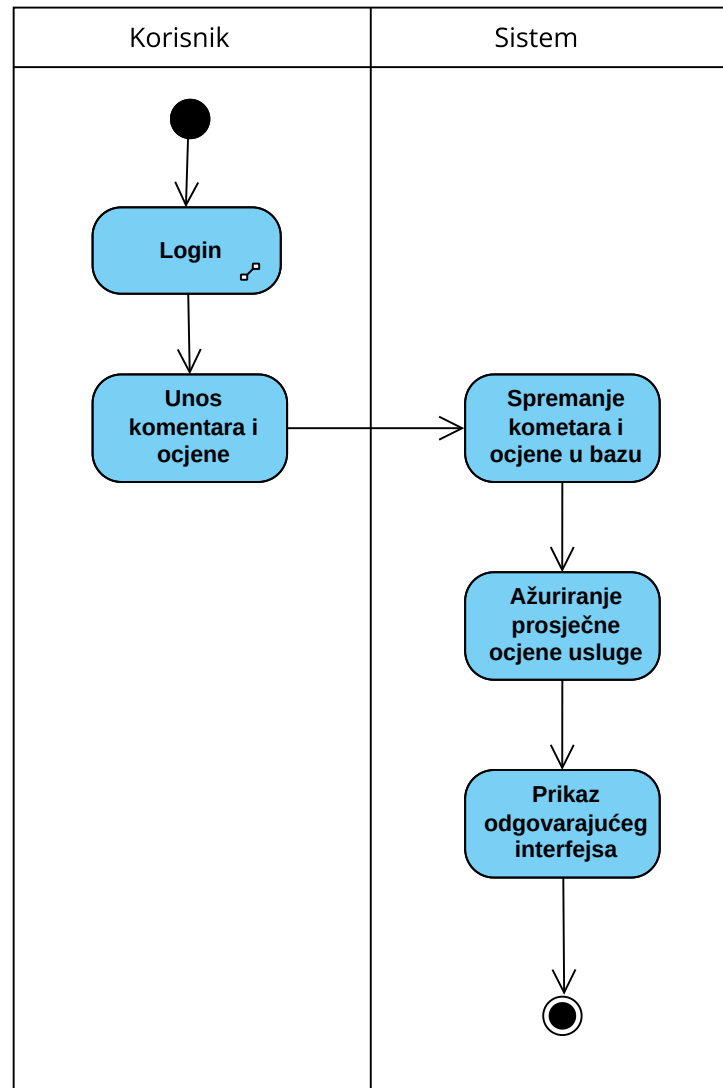 Korisnik
Sistem
Login
Unos
komentara i
ocjene
Spremanje
kometara i
ocjene u bazu
Ažuriranje
prosječne
ocjene usluge
Prikaz
odgovarajućeg
interfejsa